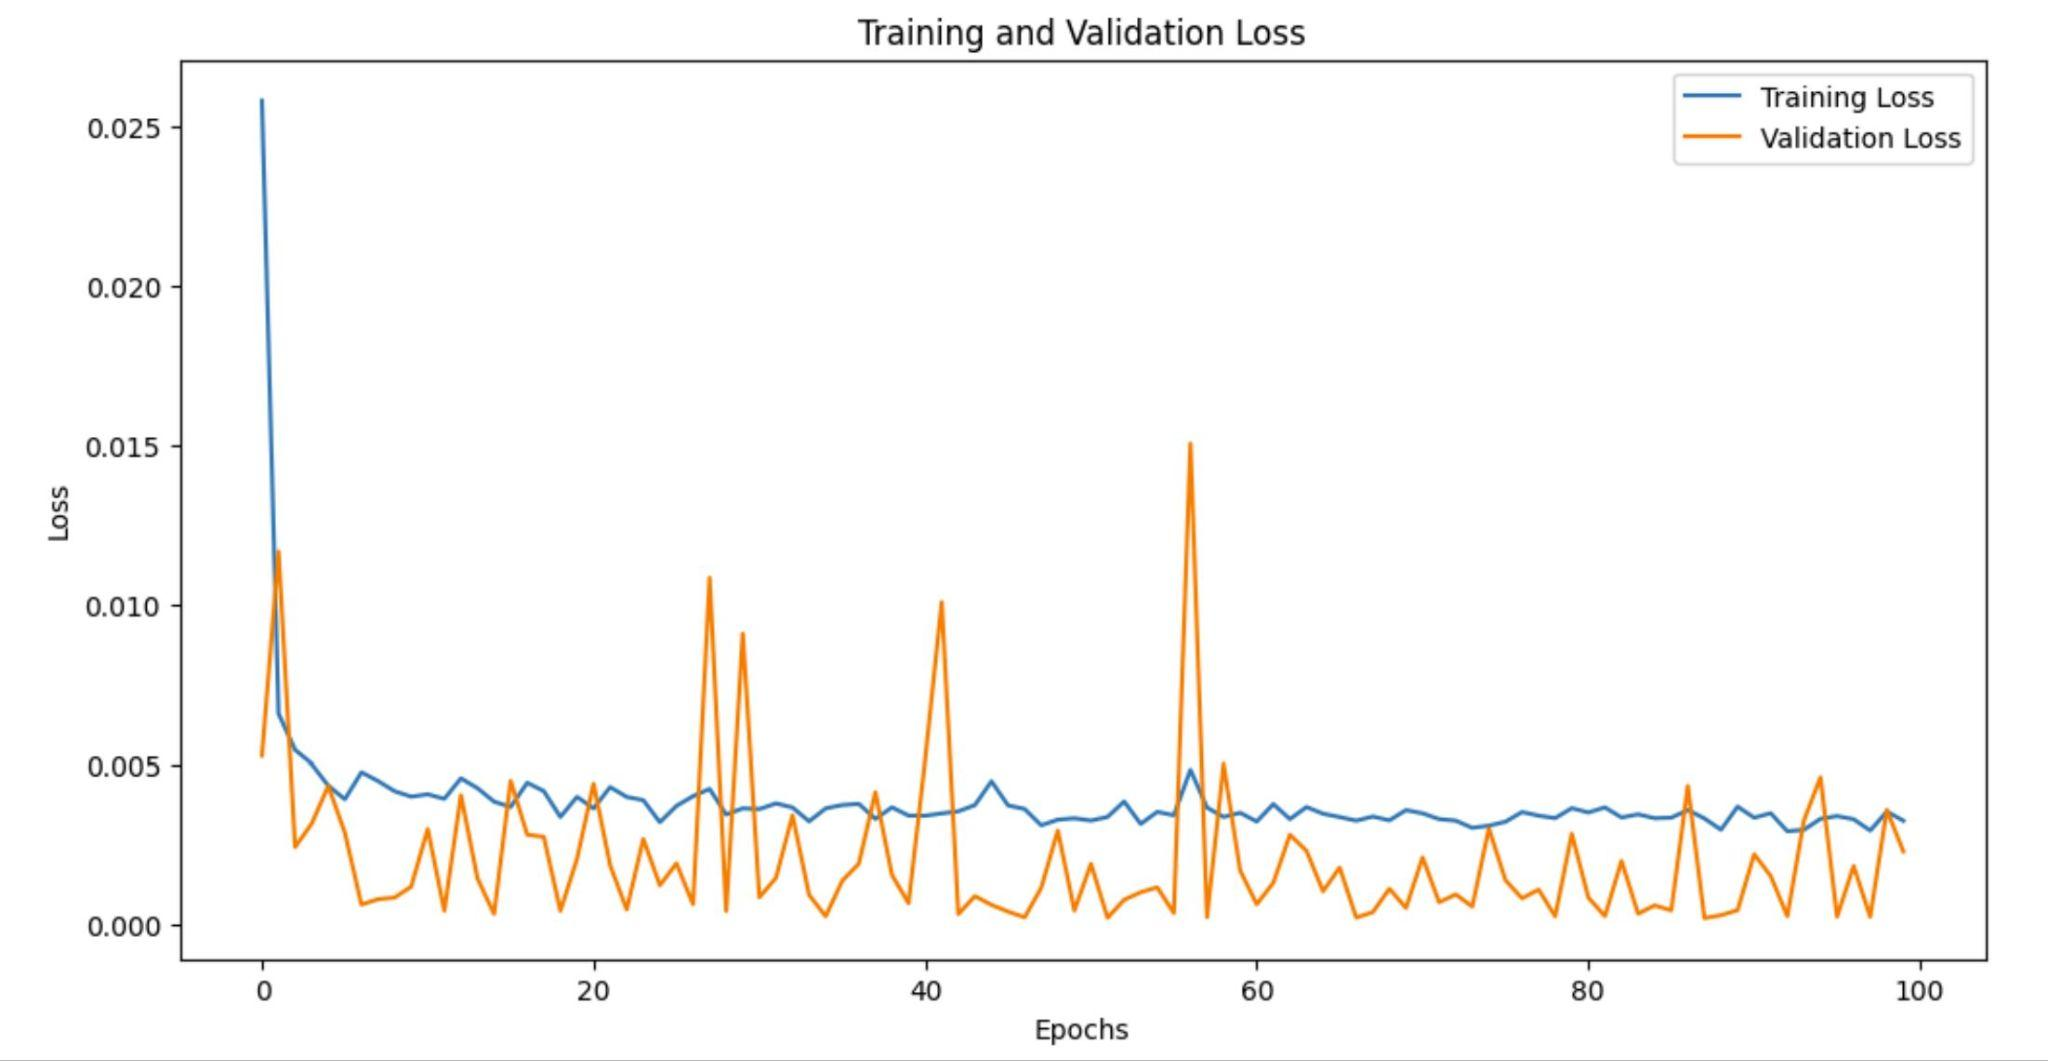 Training and Validation Loss
Training Loss
Validation Loss
0.025
0.020
0.015
0.010
0.005
0.000
Loss
0 20 40 60 80 100
Epochs